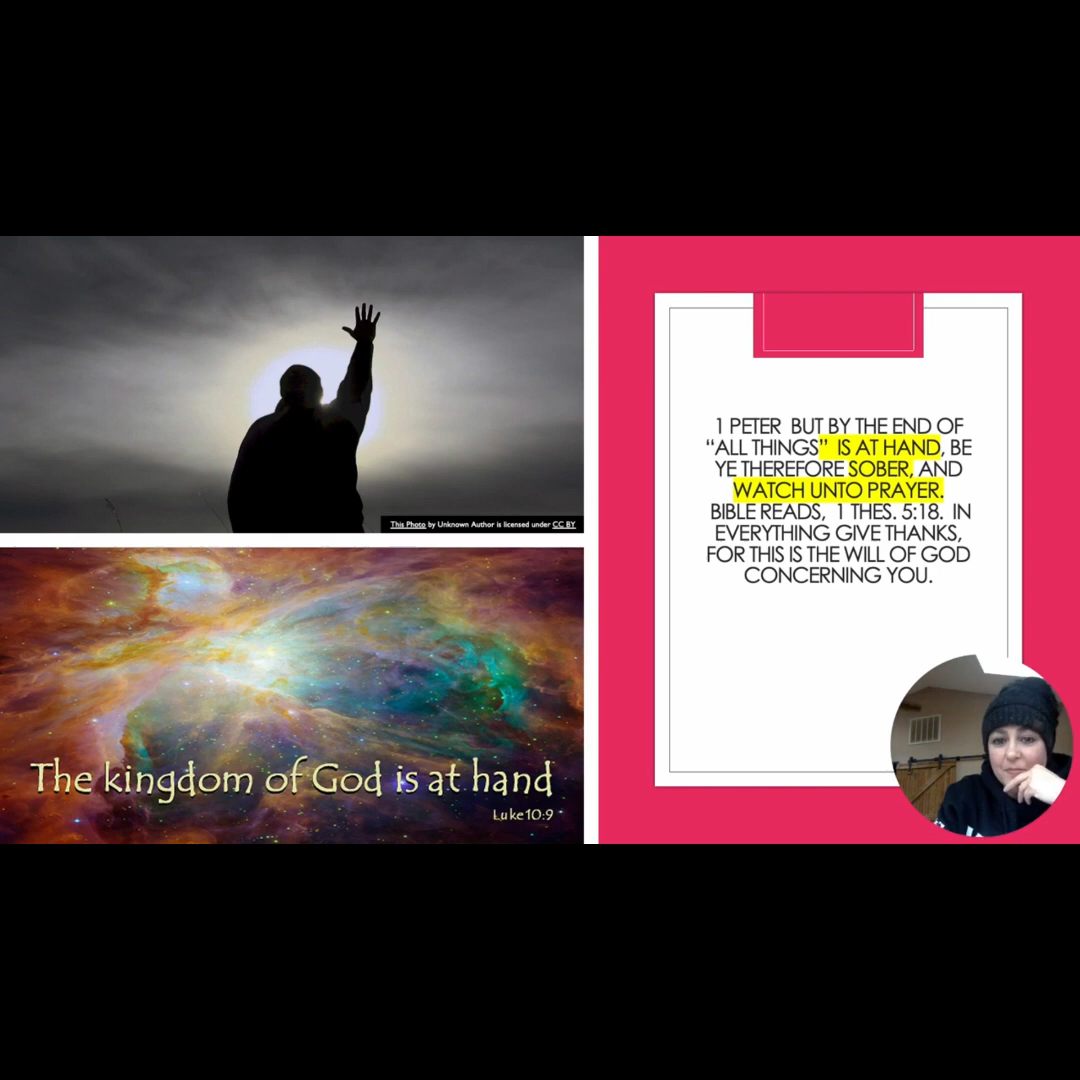 This Photo by Unknown Author is licensed under CC BY
The kingdom of God is at hand
Luke 10:9
1 PETER BUT BY THE END OF
“ALL THINGS” IS AT HAND, BE
YE THEREFORE SOBER, AND
WATCH UNTO PRAYER.
BIBLE READS, 1 THES. 5:18. IN
EVERYTHING GIVE THANKS,
FOR THIS IS THE WILL OF GOD
CONCERNING YOU.